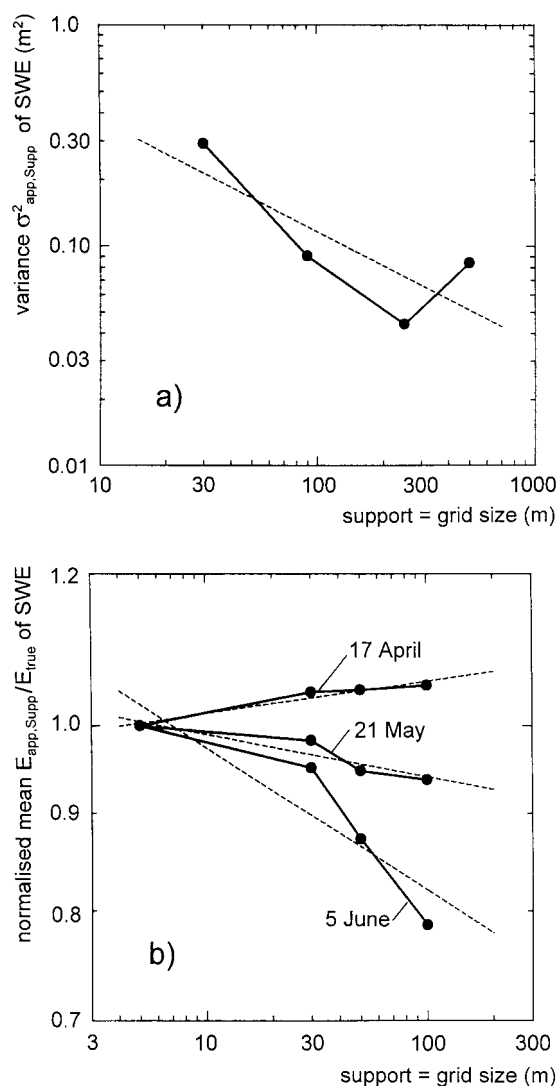 1.0
0.30
0.10
0.03
0.01
variance σ²app,Supp of SWE (m²)
a)
10 30 100 300 1000
support = grid size (m)
1.2
1.0
0.9
0.8
0.7
normalised mean Eapp,Supp/Etrue of SWE
17 April
21 May
5 June
b)
3 10 30 100 300
support = grid size (m)